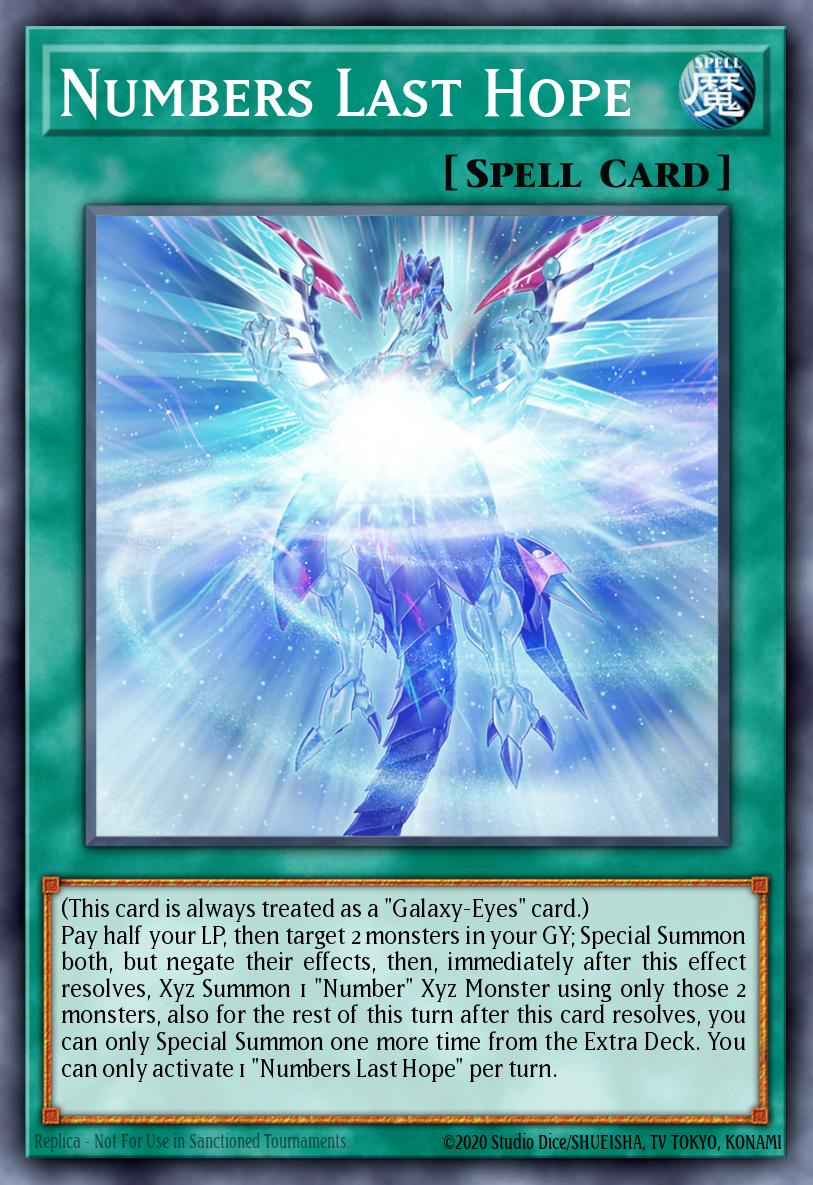 Numbers Last Hope
SPELL
魔
[ Spell Card ]
(This card is always treated as a "Galaxy-Eyes" card.)
Pay half your LP, then target 2 monsters in your GY; Special Summon
both, but negate their effects, then, immediately after this effect
resolves, Xyz Summon 1 "Number" Xyz Monster using only those 2
monsters, also for the rest of this turn after this card resolves, you
can only Special Summon one more time from the Extra Deck. You
can only activate 1 "Numbers Last Hope" per turn.
Replica - Not For Use in Sanctioned Tournaments.
©2020 Studio Dice/SHUEISHA, TV TOKYO, KONAMI